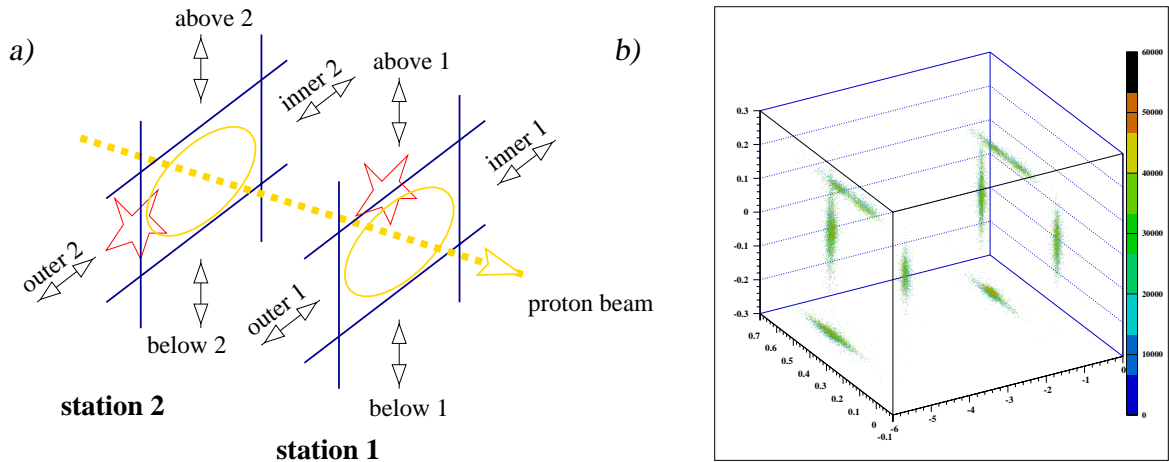 a)
above 2
inner 2
above 1
inner 1
outer 2
below 2
outer 1
proton beam
below 1
station 2
station 1
b)
0.3
0.2
0.1
0
-0.1
-0.2
-0.3
0.7
0.6
0.5
0.4
0.3
0.2
0.1
0
-0.1
-6
-5
-4
-3
-2
-1
0
60000
50000
40000
30000
20000
10000
0